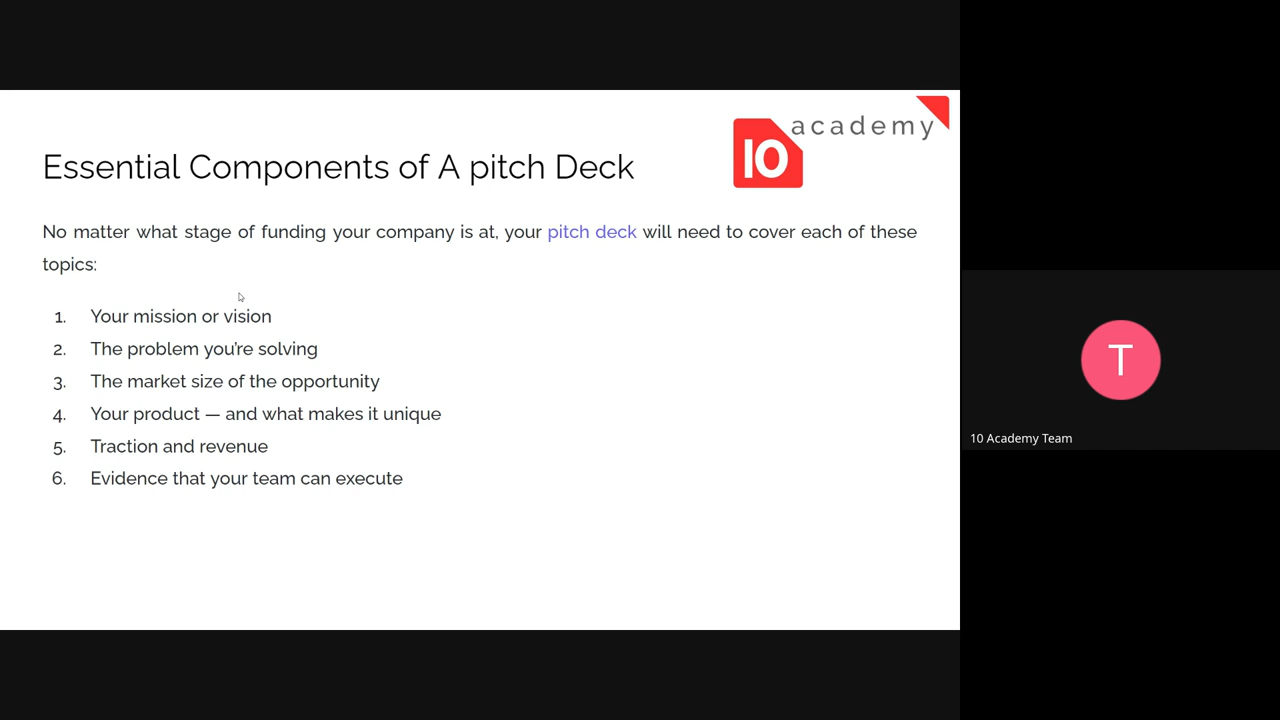 10 academy
Essential Components of A pitch Deck
No matter what stage of funding your company is at, your pitch deck will need to cover each of these
topics:
1. Your mission or vision
2. The problem you’re solving
3. The market size of the opportunity
4. Your product — and what makes it unique
5. Traction and revenue
6. Evidence that your team can execute
T
10 Academy Team